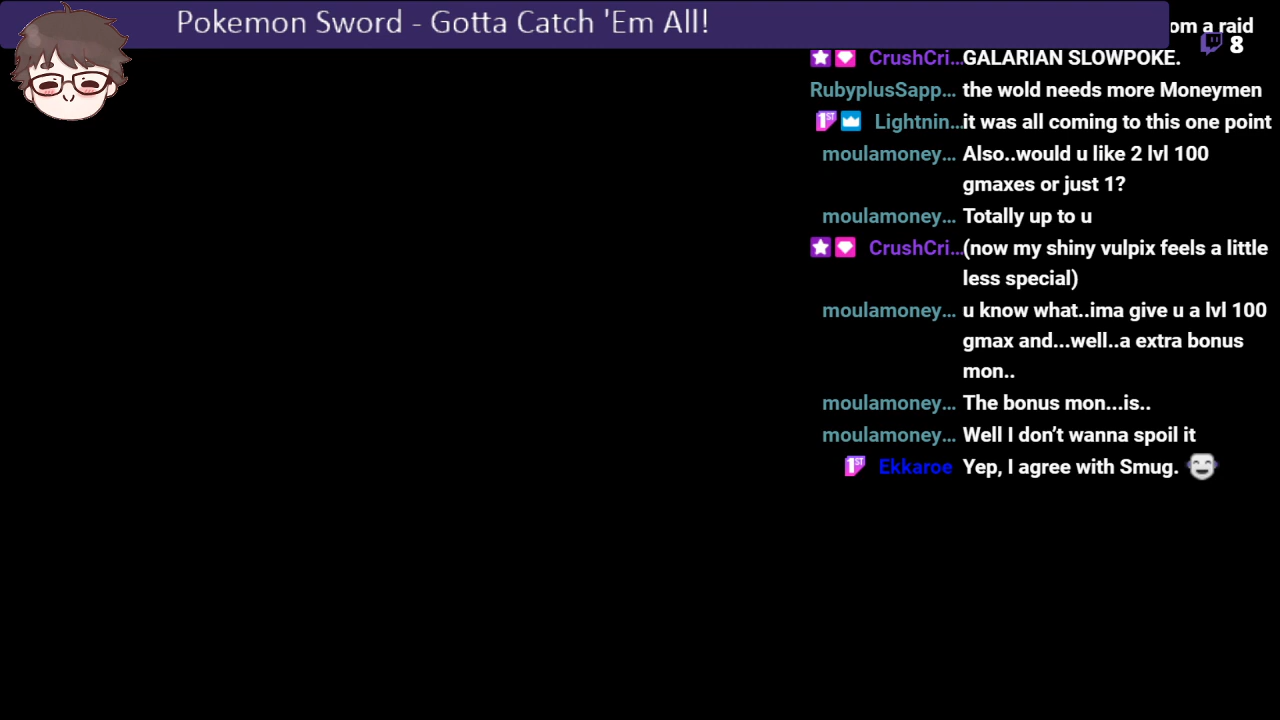 Pokemon Sword - Gotta Catch 'Em All!
om a raid
8
CrushCri… GALARIAN SLOWPOKE.
RubyplusSapp… the wold needs more Moneymen
1ST Lightnin… it was all coming to this one point
moulamoney… Also..would u like 2 lvl 100
gmaxes or just 1?
moulamoney… Totally up to u
CrushCri… (now my shiny vulpix feels a little
less special)
moulamoney… u know what..ima give u a lvl 100
gmax and...well..a extra bonus
mon..
moulamoney… The bonus mon...is..
moulamoney… Well I don’t wanna spoil it
1ST Ekkaroe Yep, I agree with Smug.